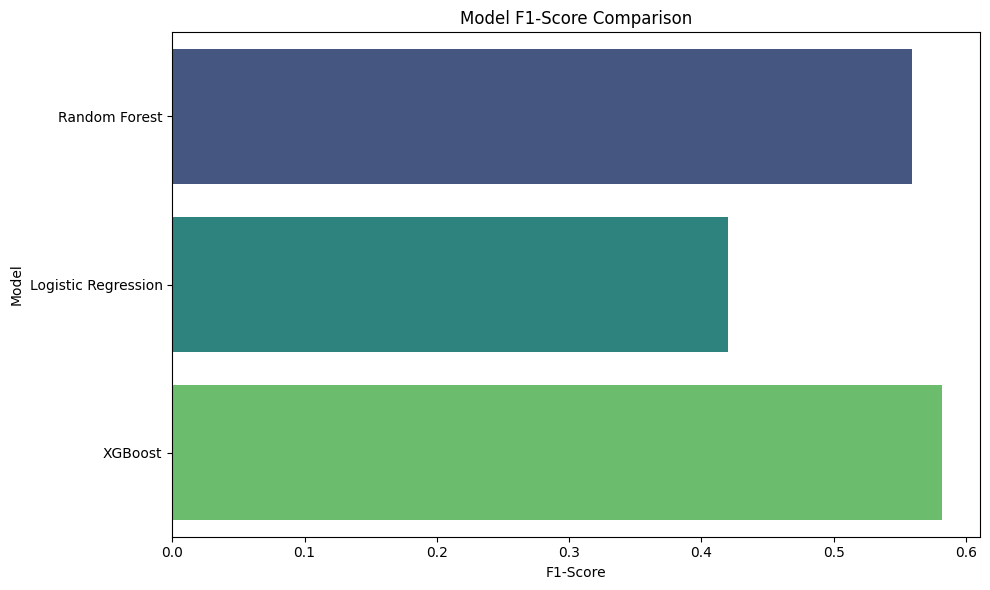 Model F1-Score Comparison
Model
Random Forest
Logistic Regression
XGBoost
0.0 0.1 0.2 0.3 0.4 0.5 0.6
F1-Score